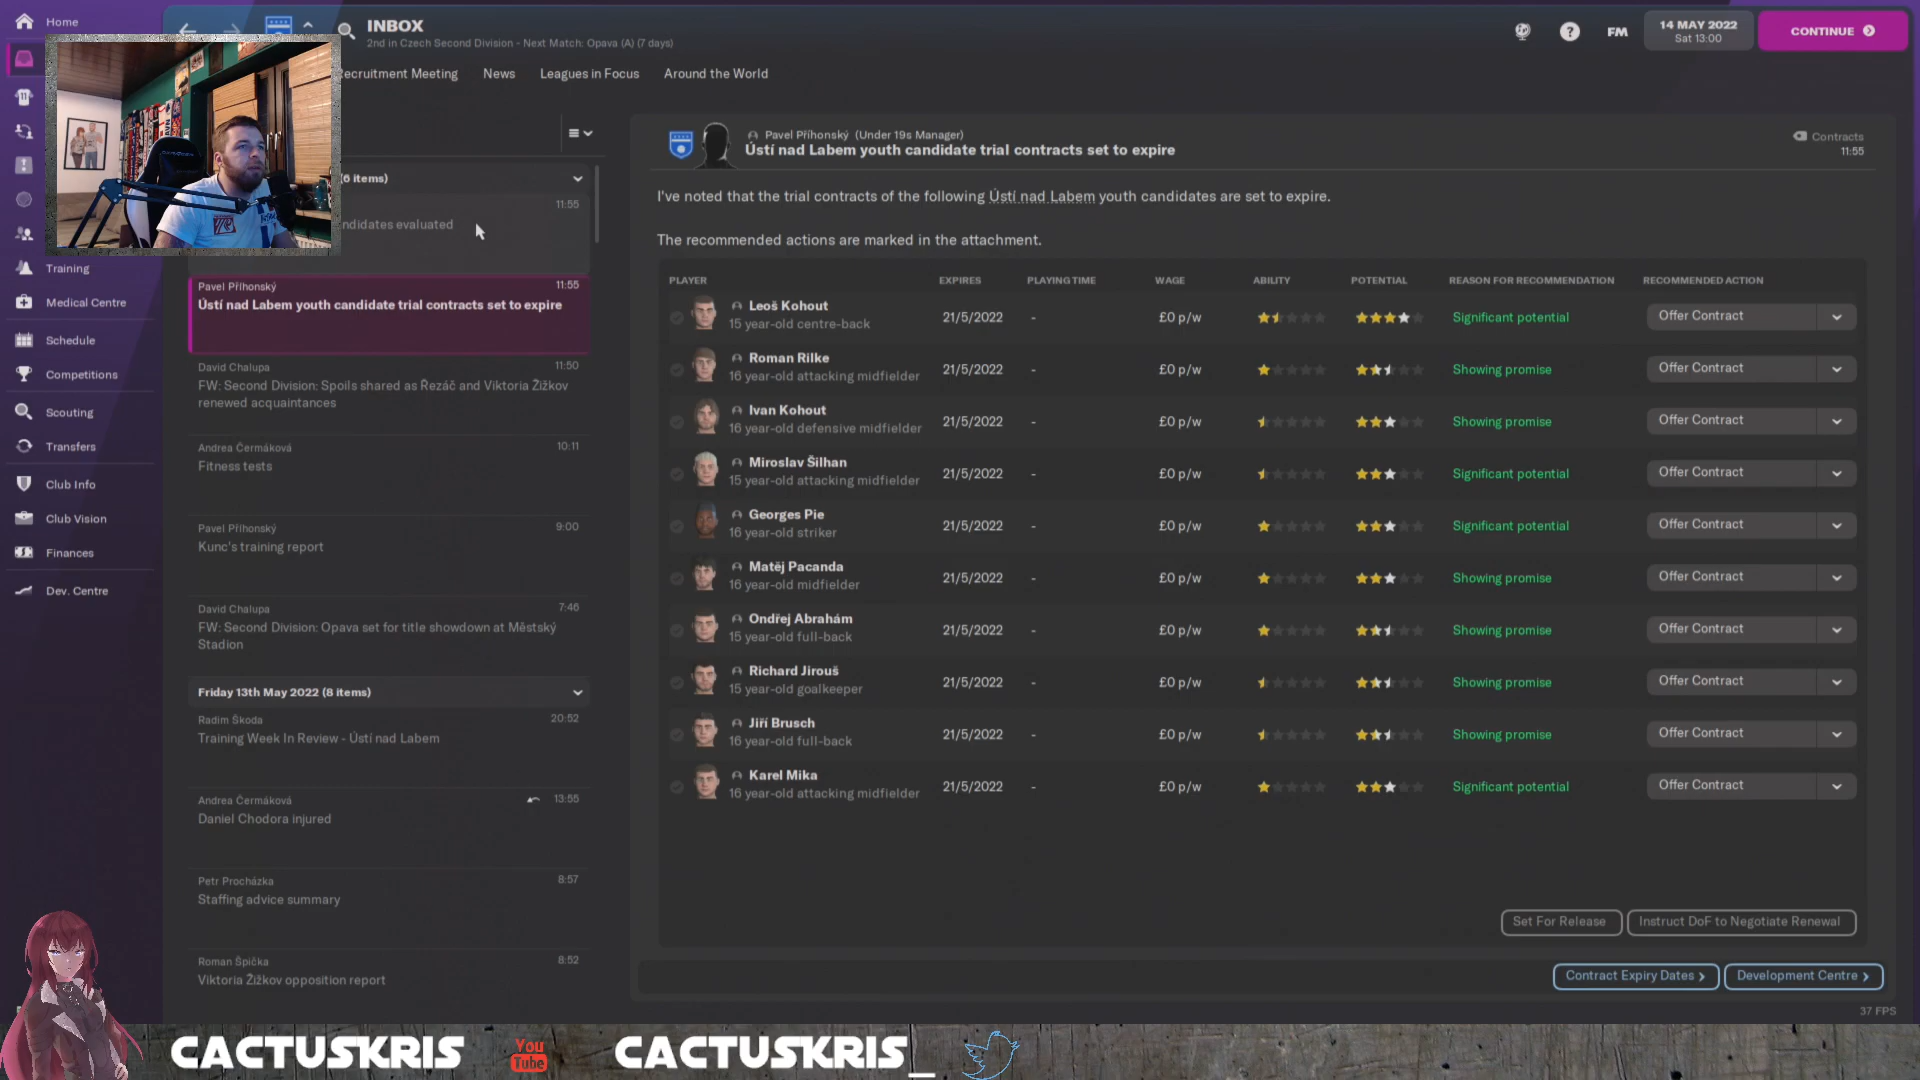 Home
INBOX
2nd in Czech Second Division - Next Match: Opava (A) (7 days)
FM
14 MAY 2022
Sat 13:00
CONTINUE
Recruitment Meeting
News
Leagues in Focus
Around the World
(6 items)
11:55
evaluated
Pavel Příhonský
11:55
Ústí nad Labem youth candidate trial contracts set to expire
David Chalupa
11:50
FW: Second Division: Spoils shared as Řezáč and Viktoria Žižkov
renewed acquaintances
Andrea Čermáková
10:11
Fitness tests
Pavel Příhonský
9:00
Kunc's training report
David Chalupa
7:46
FW: Second Division: Opava set for title showdown at Městský
Stadion
Friday 13th May 2022 (8 items)
Radim Škoda
20:52
Training Week In Review - Ústí nad Labem
Andrea Čermáková
13:55
Daniel Chodora injured
Petr Procházka
8:57
Staffing advice summary
Roman Špička
8:52
Viktoria Žižkov opposition report
Training
Medical Centre
Schedule
Competitions
Scouting
Transfers
Club Info
Club Vision
Finances
Dev. Centre
Pavel Příhonský (Under 19s Manager)
Ústí nad Labem youth candidate trial contracts set to expire
Contracts
11:55
I've noted that the trial contracts of the following Ústí nad Labem youth candidates are set to expire.
The recommended actions are marked in the attachment.
PLAYER EXPIRES PLAYING TIME WAGE ABILITY POTENTIAL REASON FOR RECOMMENDATION RECOMMENDED ACTION
Leoš Kohout
15 year-old centre-back
21/5/2022 - £0 p/w Significant potential Offer Contract
Roman Rilke
16 year-old attacking midfielder
21/5/2022 - £0 p/w Showing promise Offer Contract
Ivan Kohout
16 year-old defensive midfielder
21/5/2022 - £0 p/w Showing promise Offer Contract
Miroslav Šilhan
15 year-old attacking midfielder
21/5/2022 - £0 p/w Significant potential Offer Contract
Georges Pie
16 year-old striker
21/5/2022 - £0 p/w Significant potential Offer Contract
Matěj Pacanda
16 year-old midfielder
21/5/2022 - £0 p/w Showing promise Offer Contract
Ondřej Abrahám
15 year-old full-back
21/5/2022 - £0 p/w Showing promise Offer Contract
Richard Jirouš
15 year-old goalkeeper
21/5/2022 - £0 p/w Showing promise Offer Contract
Jiří Brusch
16 year-old full-back
21/5/2022 - £0 p/w Showing promise Offer Contract
Karel Mika
16 year-old attacking midfielder
21/5/2022 - £0 p/w Significant potential Offer Contract
Set For Release
Instruct DoF to Negotiate Renewal
Contract Expiry Dates
Development Centre
37 FPS
CACTUSKRIS
You
Tube
CACTUSKRIS_